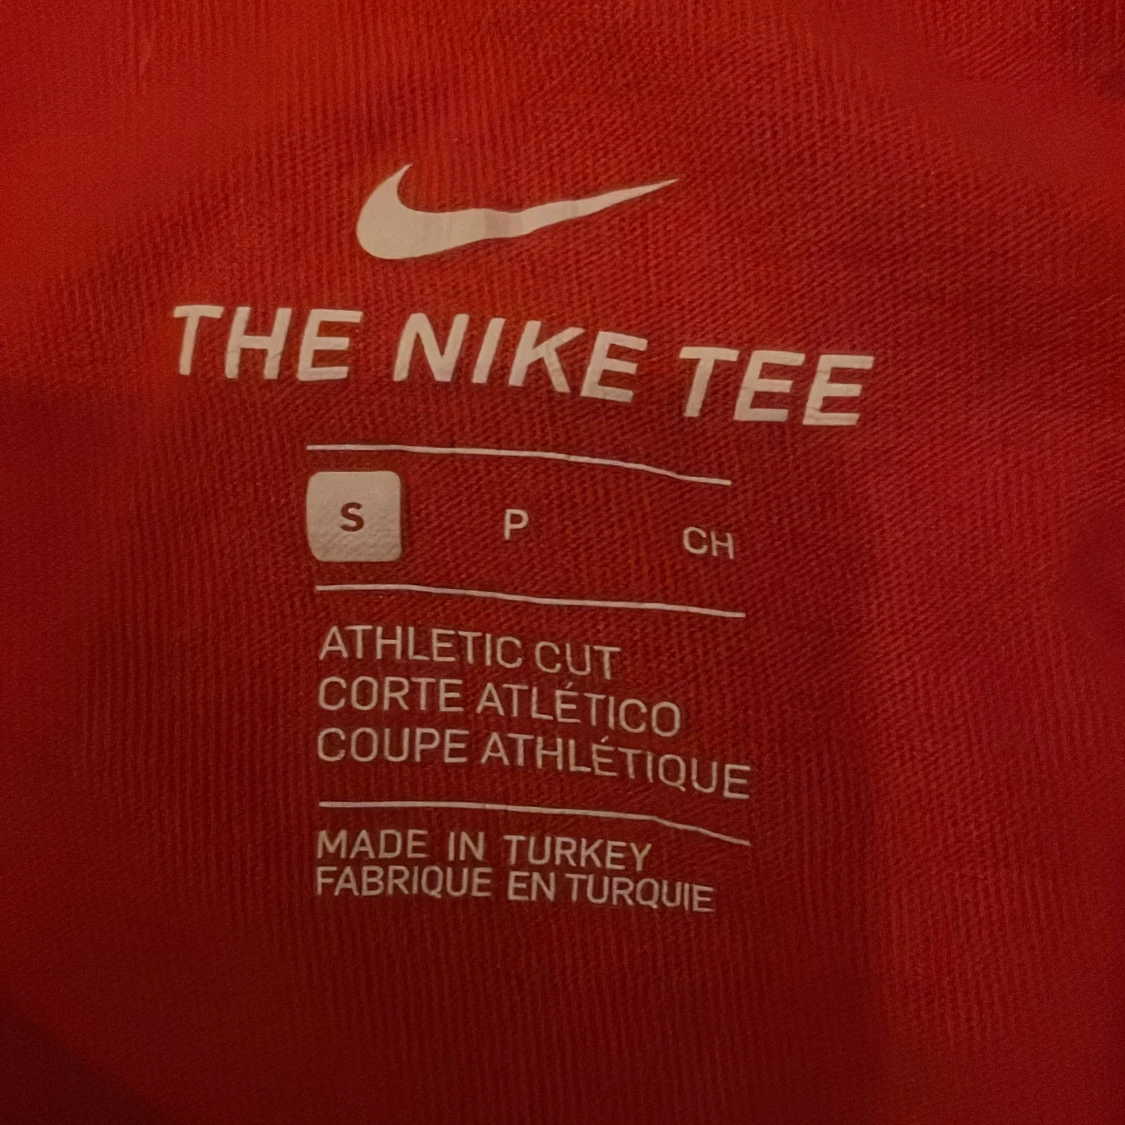 THE NIKE TEE
S P CH
ATHLETIC CUT
CORTE ATLÉTICO
COUPE ATHLÉTIQUE
MADE IN TURKEY
FABRIQUE EN TURQUIE